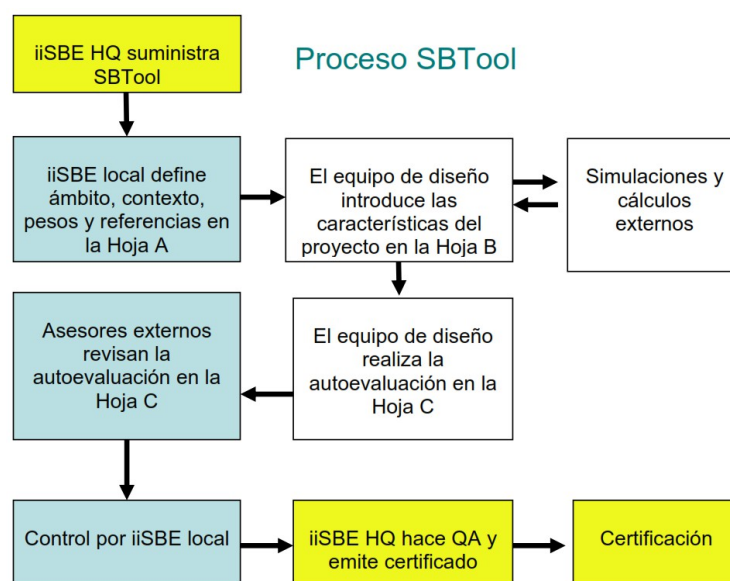 Proceso SBTool
iiSBE HQ suministra
SBTool
iiSBE local define
ámbito, contexto,
pesos y referencias en
la Hoja A
El equipo de diseño
introduce las
características del
proyecto en la Hoja B
Simulaciones y
cálculos
externos
El equipo de diseño
realiza la
autoevaluación en la
Hoja C
Asesores externos
revisan la
autoevaluación en la
Hoja C
Control por iiSBE local
iiSBE HQ hace QA y
emite certificado
Certificación